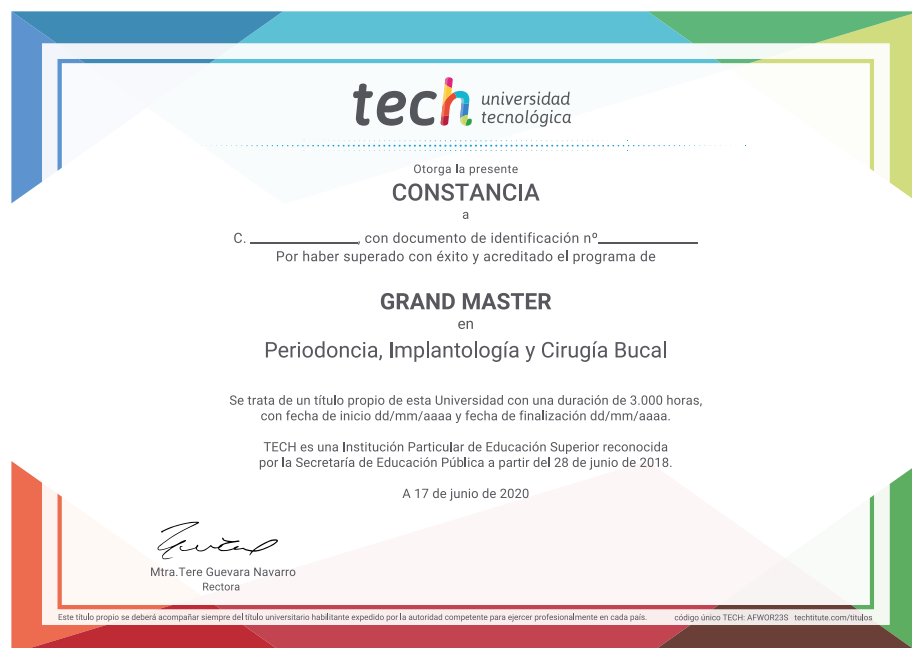 tech universidad
tecnológica
Otorga la presente
CONSTANCIA
a
C. ____________, con documento de identificación nº____________
Por haber superado con éxito y acreditado el programa de
GRAND MASTER
en
Periodoncia, Implantología y Cirugía Bucal
Se trata de un título propio de esta Universidad con una duración de 3.000 horas,
con fecha de inicio dd/mm/aaaa y fecha de finalización dd/mm/aaaa.
TECH es una Institución Particular de Educación Superior reconocida
por la Secretaría de Educación Pública a partir del 28 de junio de 2018.
A 17 de junio de 2020
Mtra.Tere Guevara Navarro
Rectora
Este título propio se deberá acompañar siempre del título universitario habilitante expedido por la autoridad competente para ejercer profesionalmente en cada país. código único TECH: AFWOR23S techtitute.com/titulos